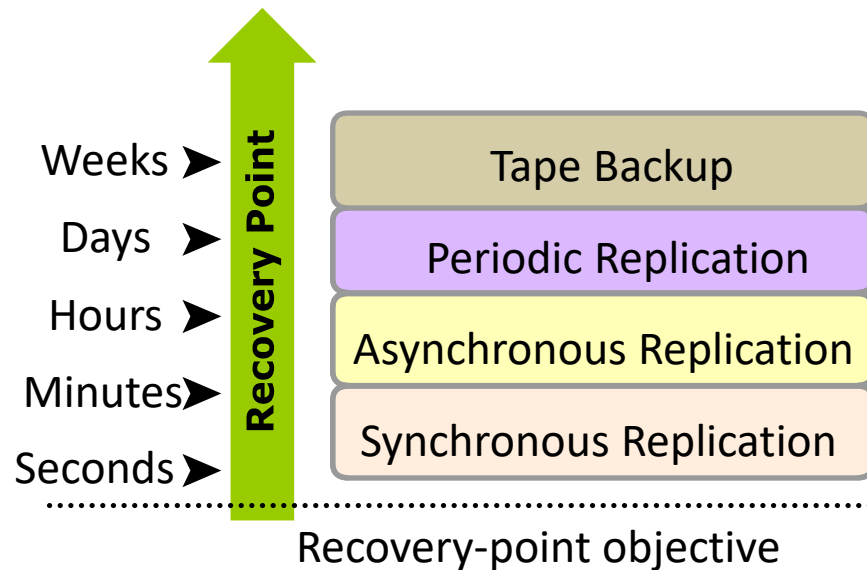 Weeks
Days
Hours
Minutes
Seconds
Recovery Point
Tape Backup
Periodic Replication
Asynchronous Replication
Synchronous Replication
Recovery-point objective